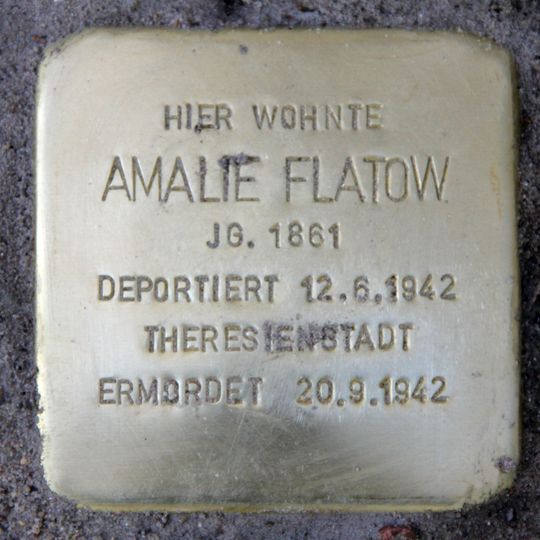 HIER WOHNTE
AMALIE FLATOW
JG. 1861
DEPORTIERT 12.6.1942
THERESIENSTADT
ERMORDET 20.9.1942